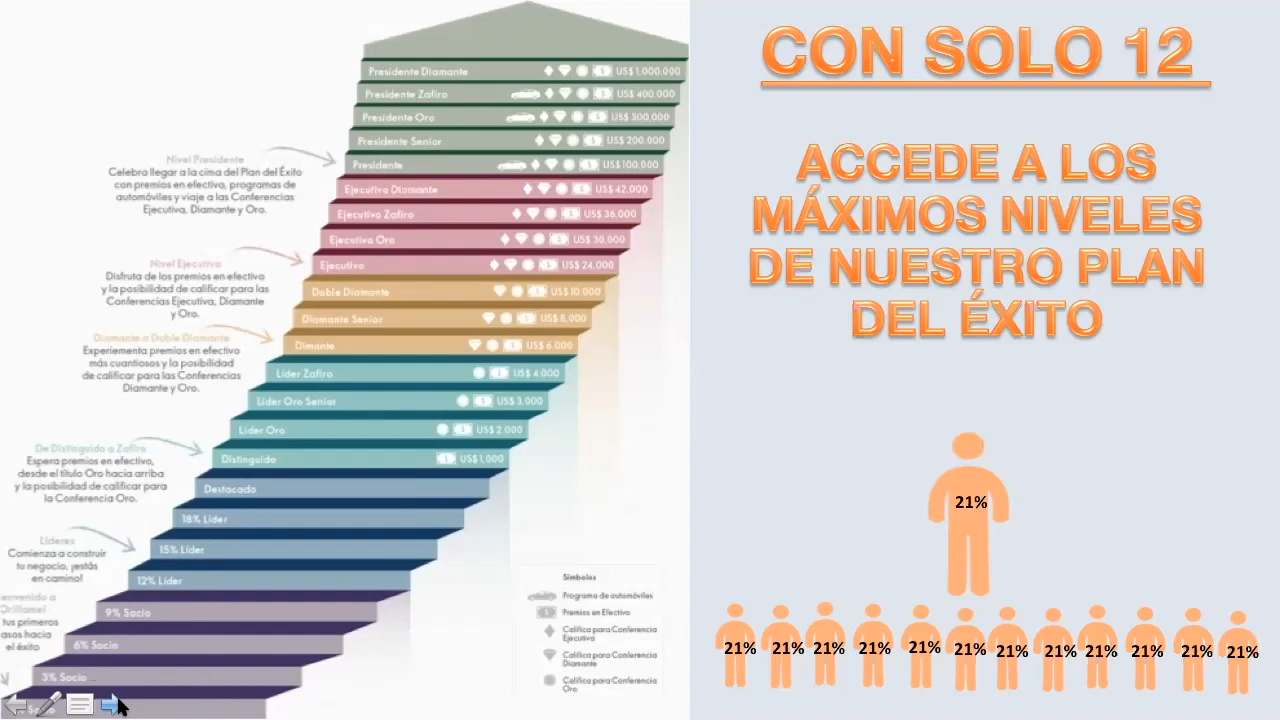 Presidente Diamante US$ 1,000,000
Presidente Zafiro US$ 400,000
Presidente Oro US$ 300,000
Presidente Senior US$ 200,000
Presidente US$ 100,000
Ejecutivo Diamante US$ 42,000
Ejecutivo Zafiro US$ 36,000
Ejecutivo Oro US$ 30,000
Ejecutivo US$ 24,000
Doble Diamante US$ 10,000
Diamante Senior US$ 8,000
Dimante US$ 6,000
Líder Zafiro US$ 4,000
Líder Oro Senior US$ 3,000
Líder Oro US$ 2,000
Distinguido US$ 1,000
Destacado
18% Líder
15% Líder
12% Líder
9% Socio
6% Socio
3% Socio
Nivel Presidente
Celebra llegar a la cima del Plan del Éxito
con premios en efectivo, programas de
automóviles y viaje a las Conferencias
Ejecutiva, Diamante y Oro.
Nivel Ejecutivo
Disfruta de los premios en efectivo
y la posibilidad de calificar para las
Conferencias Ejecutiva, Diamante
y Oro.
Diamante a Doble Diamante
Experiementa premios en efectivo
más cuantiosos y la posibilidad
de calificar para las Conferencias
Diamante y Oro.
De Distinguido a Zafiro
Espera premios en efectivo,
desde el título Oro hacia arriba
y la posibilidad de calificar para
la Conferencia Oro.
Líderes
Comienza a construir
tu negocio, ¡estás
en camino!
tus primeros
hacia
el éxito
Símbolos
Programa de automóviles
Premios en Efectivo
Califica para Conferencia
Ejecutiva
Califica para Conferencia
Diamante
Califica para Conferencia
Oro
CON SOLO 12
ACCEDE A LOS
MÁXIMOS NIVELES
DE NUESTRO PLAN
DEL ÉXITO
21%
21% 21% 21% 21% 21% 21% 21% 21% 21% 21% 21% 21%